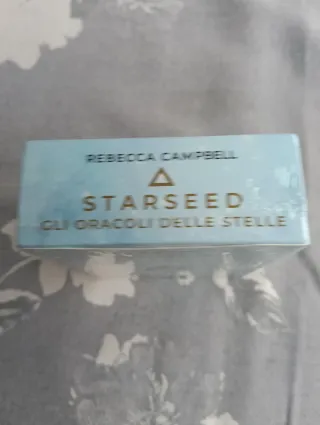 REBECCA CAMPBELL
STARSEED
GLI ORACOLI DELLE STELLE